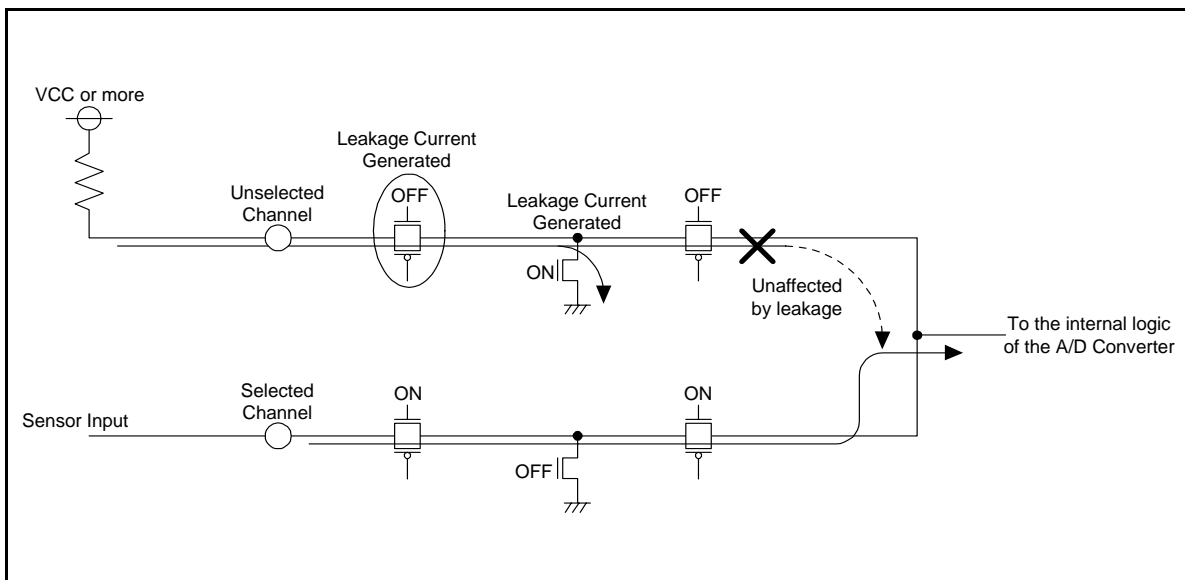 VCC or more
Leakage Current
Generated
OFF
Unselected
Channel
Leakage Current
Generated
OFF
ON
Unaffected
by leakage
To the internal logic
of the A/D Converter
Sensor Input
Selected
Channel
ON
ON
OFF